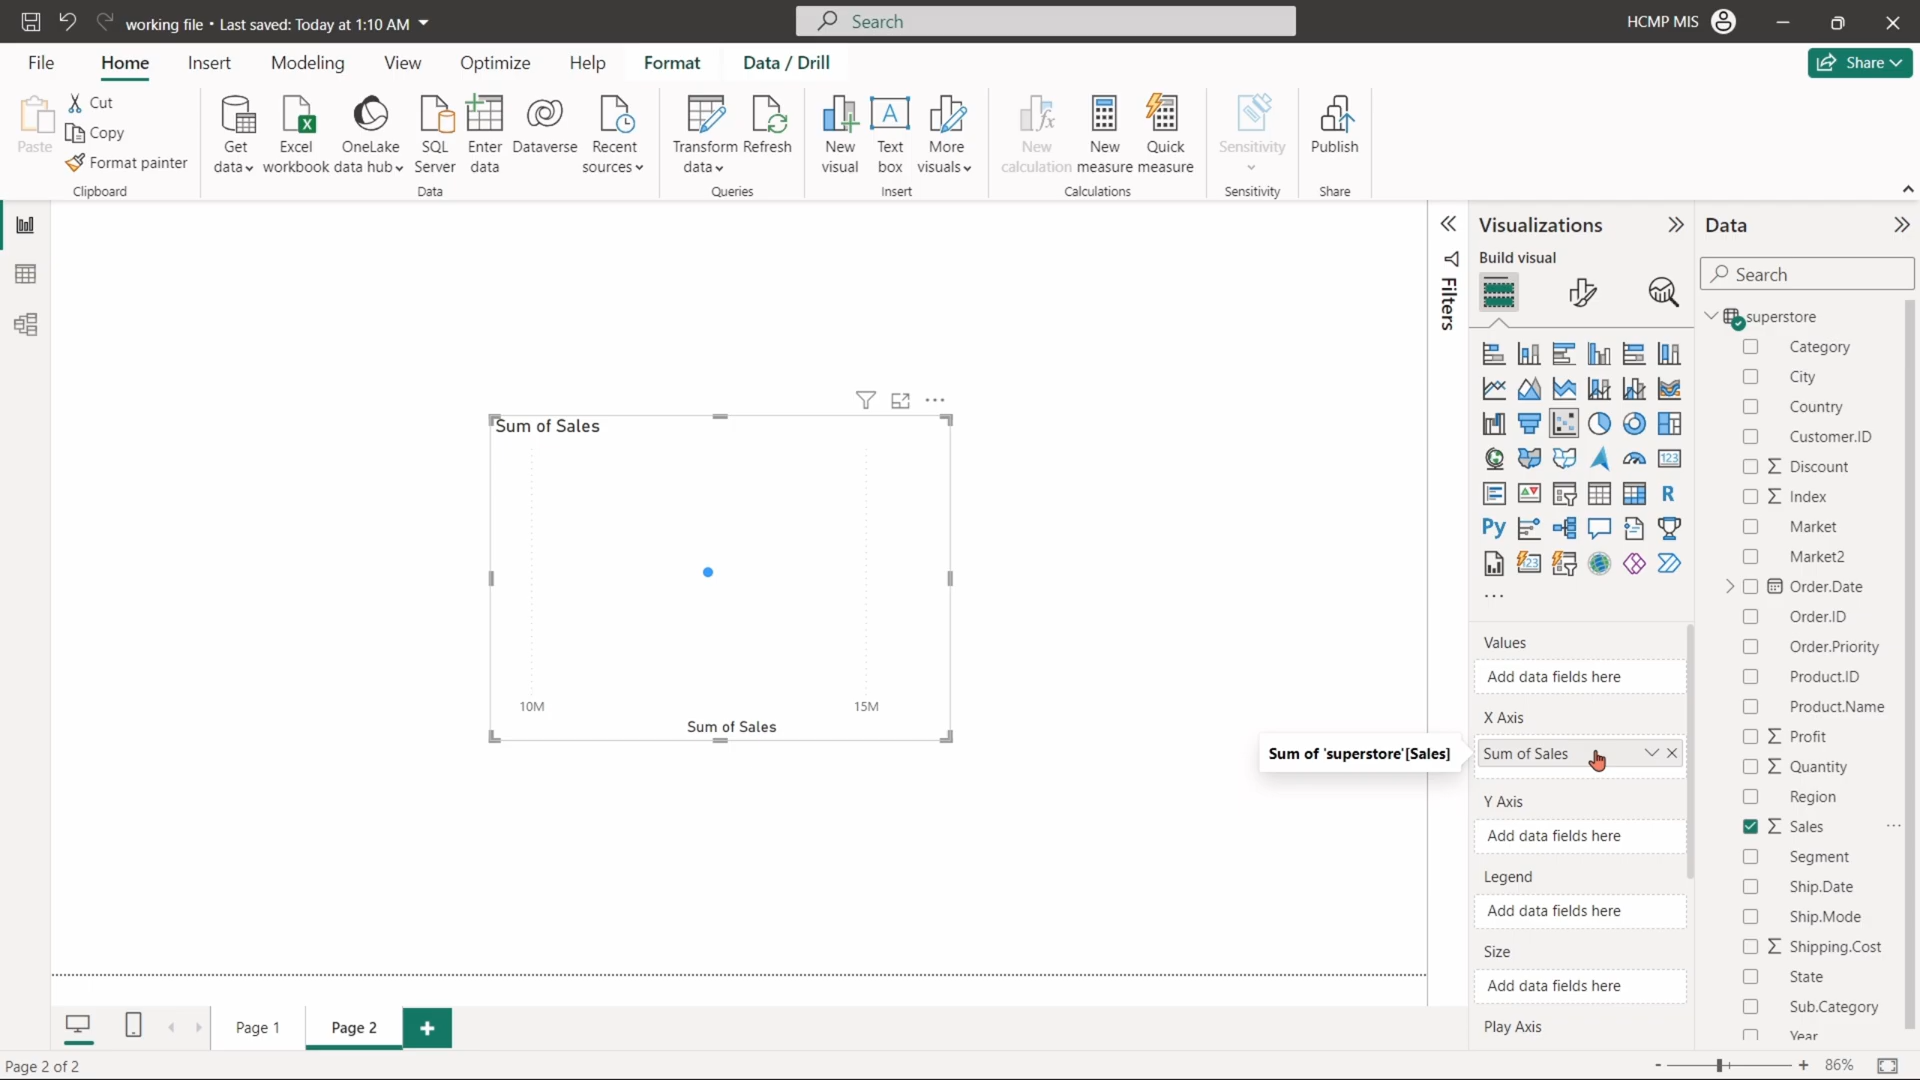 working file • Last saved: Today at 1:10 AM
Search
HCMP MIS
File
Home
Insert
Modeling
View
Optimize
Help
Format
Data / Drill
Share
Paste
Cut
Copy
Format painter
Clipboard
Get data
Excel workbook
OneLake data hub
SQL Server
Enter data
Dataverse
Recent sources
Data
Transform data
Refresh
Queries
New visual
Text box
More visuals
Insert
New calculation
New measure
Quick measure
Calculations
Sensitivity
Sensitivity
Publish
Share
Sum of Sales
10M
15M
Sum of Sales
Filters
Visualizations
Build visual
123
R
Py
123
Values
Add data fields here
X Axis
Sum of Sales
Sum of 'superstore'[Sales]
Y Axis
Add data fields here
Legend
Add data fields here
Size
Add data fields here
Play Axis
Data
Search
superstore
Category
City
Country
Customer.ID
Discount
Index
Market
Market2
Order.Date
Order.ID
Order.Priority
Product.ID
Product.Name
Profit
Quantity
Region
Sales
Segment
Ship.Date
Ship.Mode
Shipping.Cost
State
Sub.Category
Year
Page 1
Page 2
Page 2 of 2
- + 86%